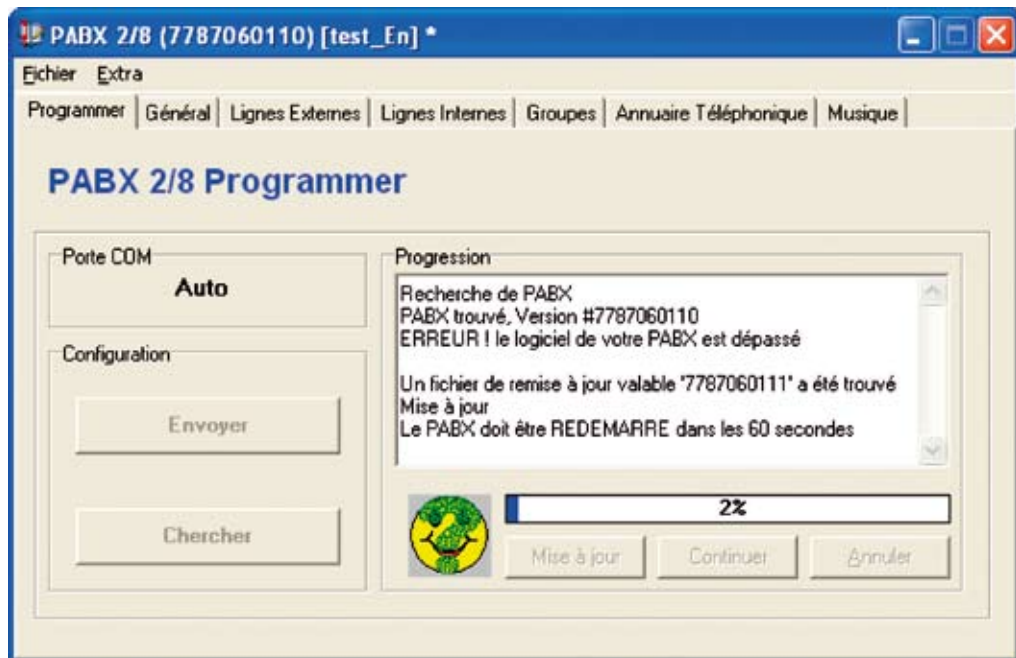 PABX 2/8 (7787060110) [test_En] *
Fichier Extra
Programmer Général Lignes Externes Lignes Internes Groupes Annuaire Téléphonique Musique
PABX 2/8 Programmer
Porte COM
Auto
Configuration
Envoyer
Chercher
Progression
Recherche de PABX
PABX trouvé, Version #7787060110
ERREUR ! le logiciel de votre PABX est dépassé
Un fichier de remise à jour valable '7787060111' a été trouvé
Mise à jour
Le PABX doit être REDEMARRE dans les 60 secondes
2%
Mise à jour Continuer Annuler